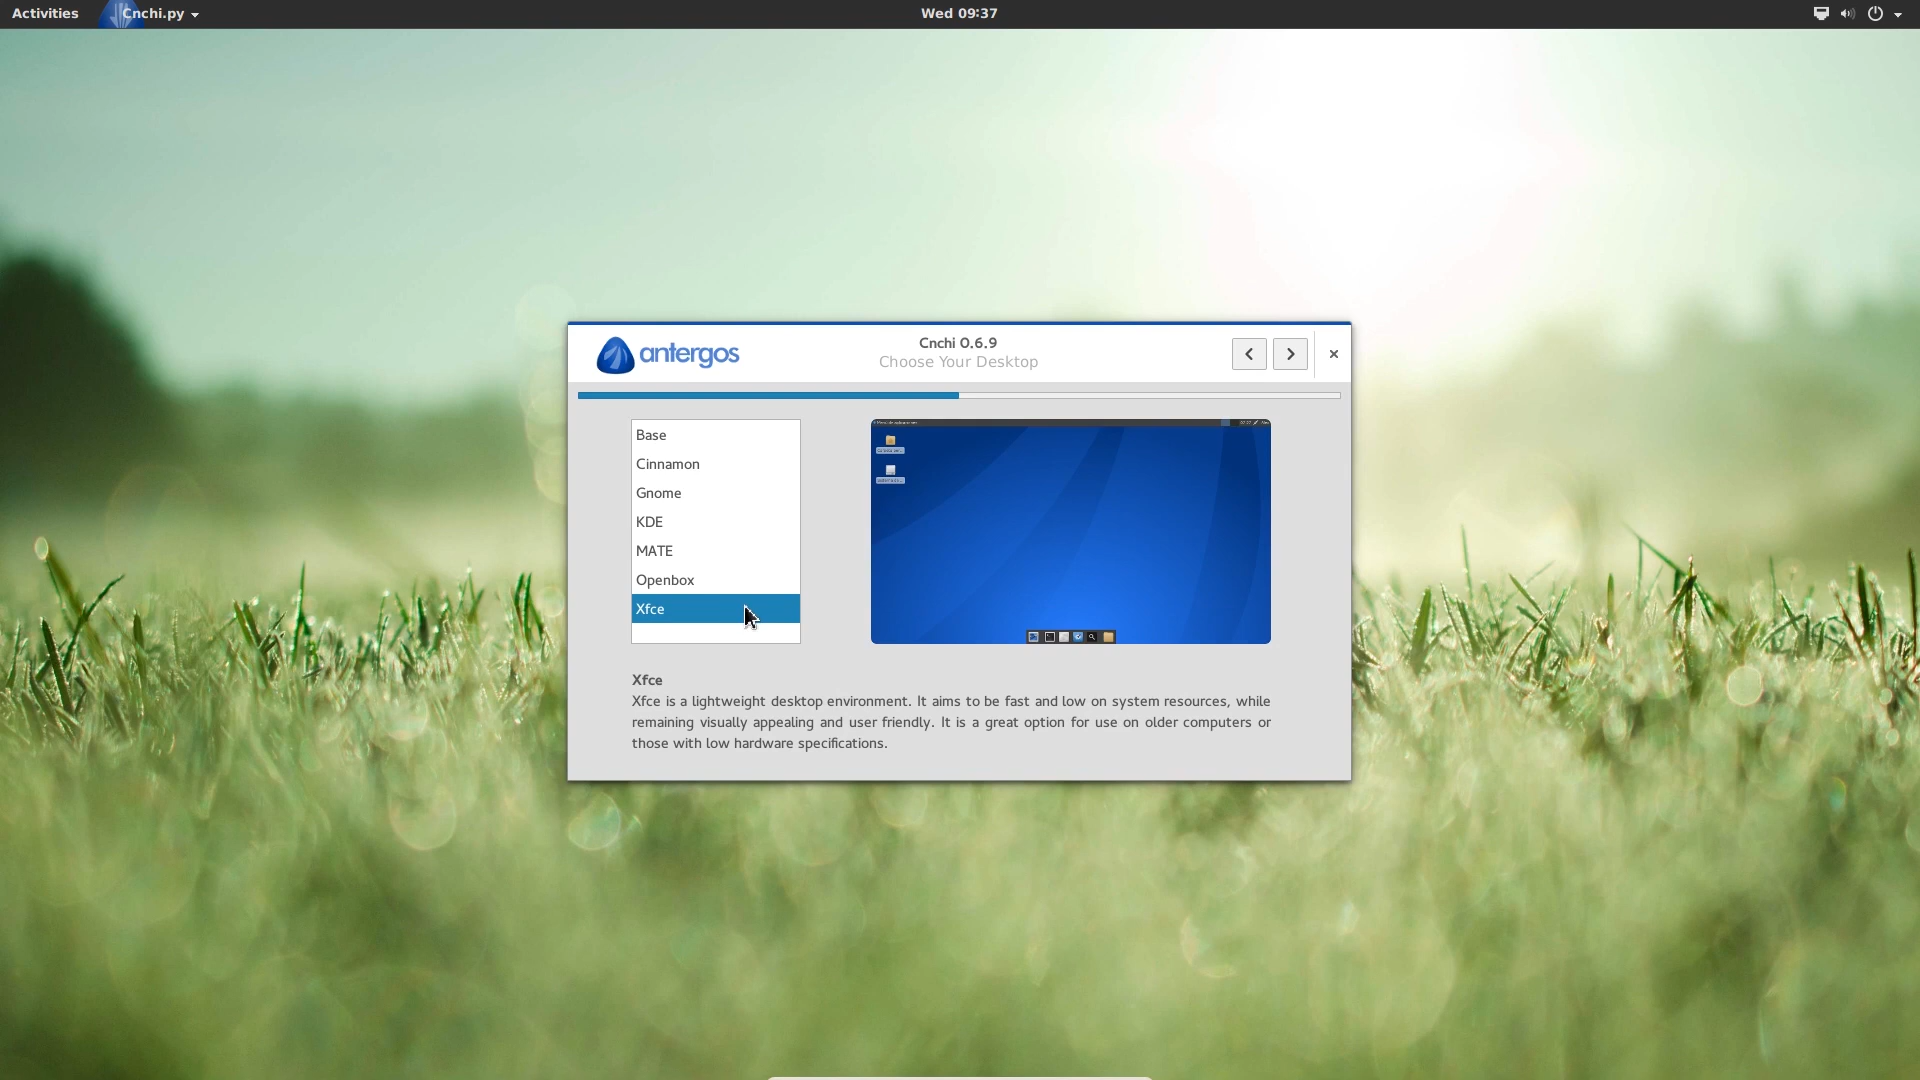 Activities
Cnchi.py
Wed 09:37
antergos
Cnchi 0.6.9
Choose Your Desktop
Base
Cinnamon
Gnome
KDE
MATE
Openbox
Xfce
Xfce
Xfce is a lightweight desktop environment. It aims to be fast and low on system resources, while
remaining visually appealing and user friendly. It is a great option for use on older computers or
those with low hardware specifications.